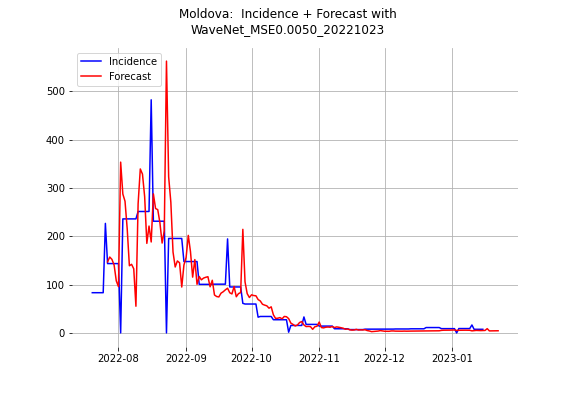 Moldova:  Incidence + Forecast with
WaveNet_MSE0.0050_20221023
Incidence
Forecast
500
400
300
200
100
0
2022-08 2022-09 2022-10 2022-11 2022-12 2023-01